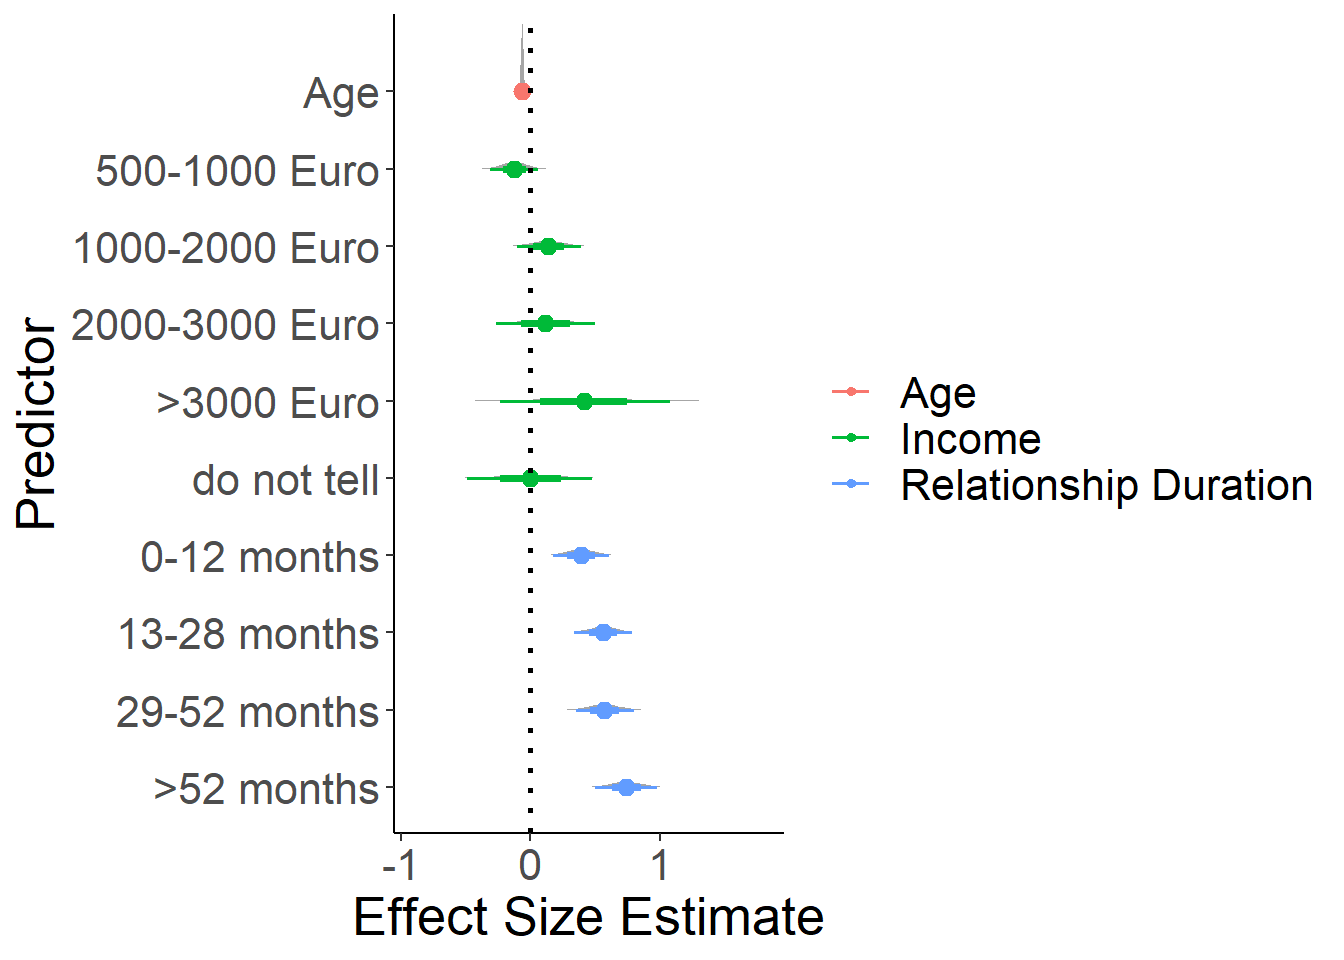 Predictor
Age
500-1000 Euro
1000-2000 Euro
2000-3000 Euro
>3000 Euro
do not tell
0-12 months
13-28 months
29-52 months
>52 months
-1 0 1
Effect Size Estimate
Age
Income
Relationship Duration